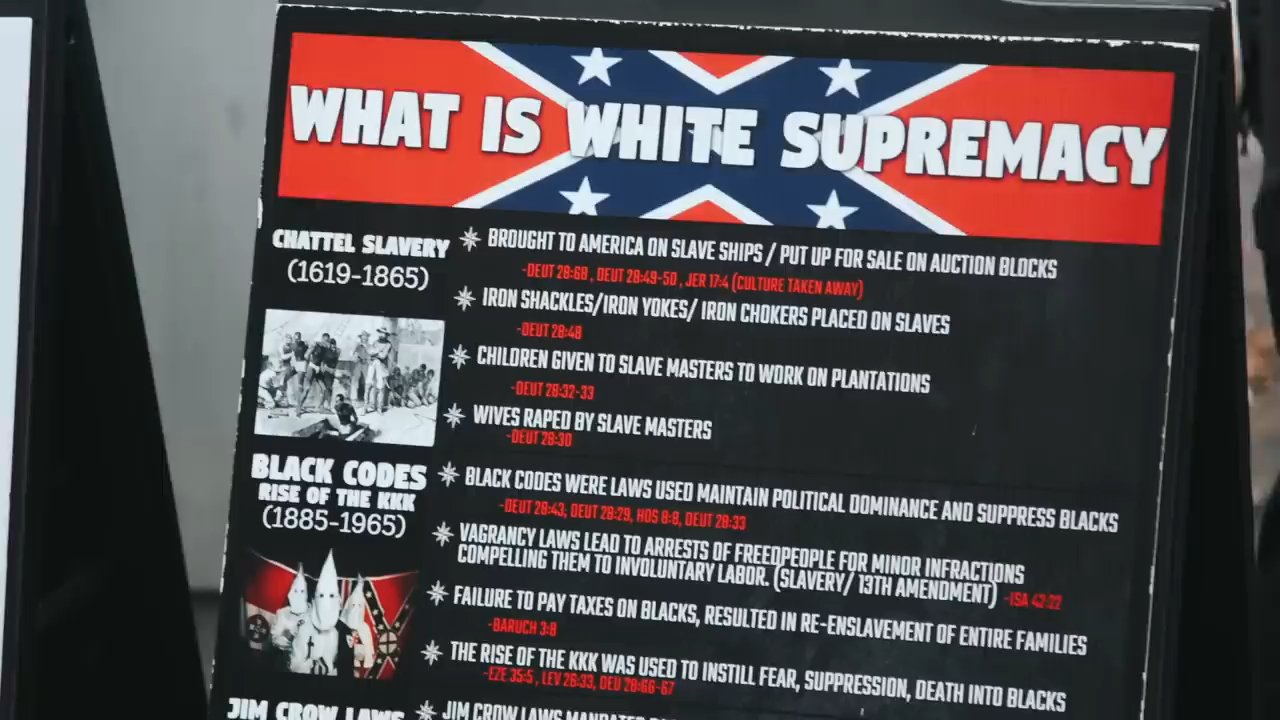 WHAT IS WHITE SUPREMACY
CHATTEL SLAVERY
(1619-1865)
BROUGHT TO AMERICA ON SLAVE SHIPS / PUT UP FOR SALE ON AUCTION BLOCKS
-DEUT 28:68 , DEUT 28:49-50 , JER 17:4 (CULTURE TAKEN AWAY)
IRON SHACKLES/IRON YOKES/ IRON CHOKERS PLACED ON SLAVES
-DEUT 28:48
CHILDREN GIVEN TO SLAVE MASTERS TO WORK ON PLANTATIONS
-DEUT 28:32-33
WIVES RAPED BY SLAVE MASTERS
-DEUT 28:30
BLACK CODES
RISE OF THE KKK
(1885-1965)
BLACK CODES WERE LAWS USED MAINTAIN POLITICAL DOMINANCE AND SUPPRESS BLACKS
-DEUT 28:43, DEUT 28:29, HOS 8:8, DEUT 28:33
VAGRANCY LAWS LEAD TO ARRESTS OF FREEDPEOPLE FOR MINOR INFRACTIONS
COMPELLING THEM TO INVOLUNTARY LABOR. (SLAVERY/ 13TH AMENDMENT) -ISA 42:22
FAILURE TO PAY TAXES ON BLACKS, RESULTED IN RE-ENSLAVEMENT OF ENTIRE FAMILIES
-BARUCH 3:8
THE RISE OF THE KKK WAS USED TO INSTILL FEAR, SUPPRESSION, DEATH INTO BLACKS
-EZE 35:5 , LEV 26:33, DEU 28:66-67
JIM CROW LAWS
JIM CROW LAWS MANDATED